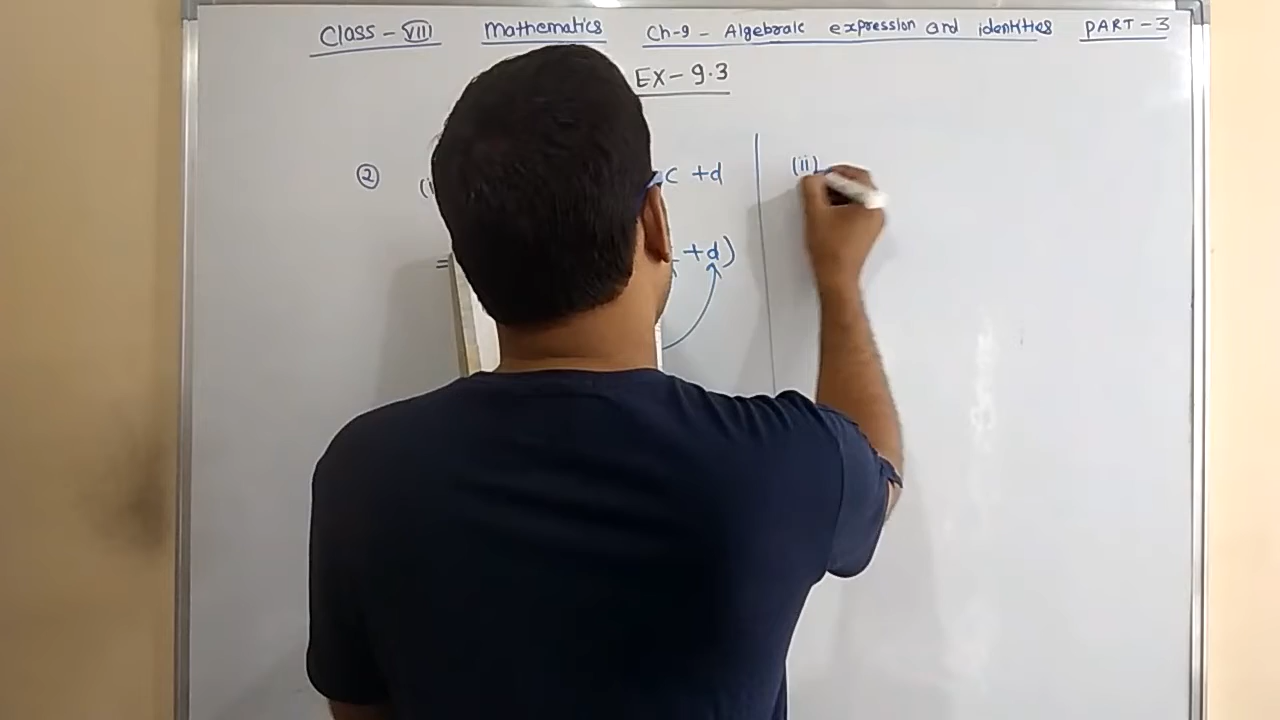 Class - VIII Mathematics Ch-9 - Algebraic expression and identities PART - 3
Ex - 9.3
② (i c + d (ii)
= + d)